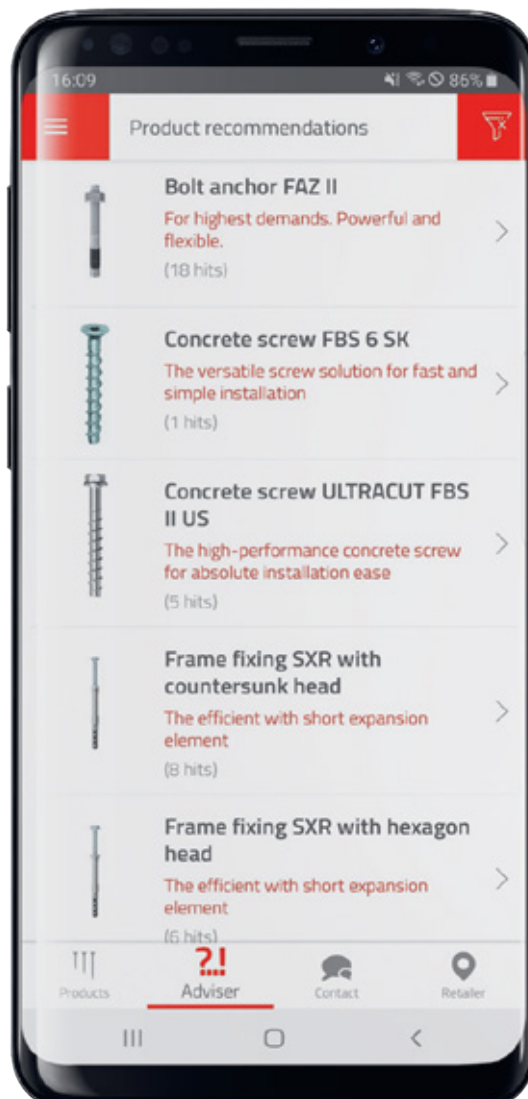 16:09
86%
Product recommendations
Bolt anchor FAZ II
For highest demands. Powerful and
flexible.
(18 hits)
Concrete screw FBS 6 SK
The versatile screw solution for fast and
simple installation
(1 hits)
Concrete screw ULTRACUT FBS
II US
The high-performance concrete screw
for absolute installation ease
(5 hits)
Frame fixing SXR with
countersunk head
The efficient with short expansion
element
(8 hits)
Frame fixing SXR with hexagon
head
The efficient with short expansion
element
(6 hits)
?!
Products
Adviser
Contact
Retailer